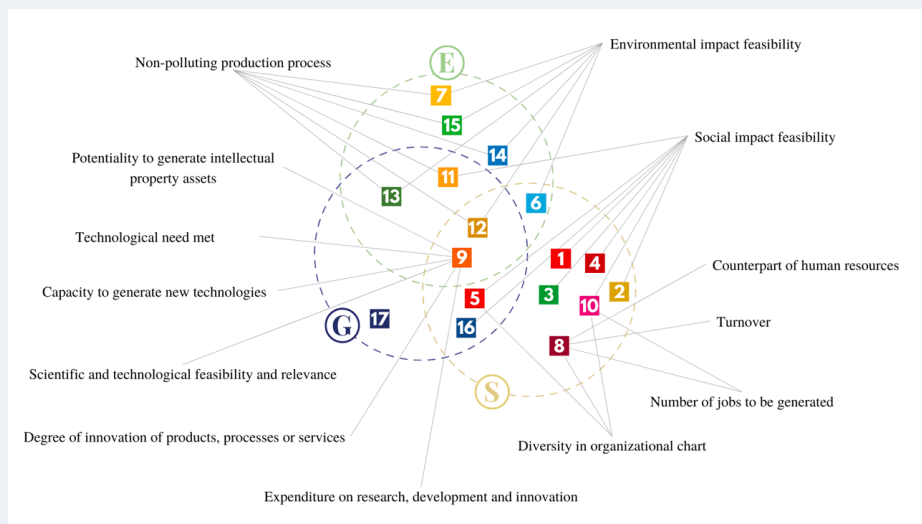 Environmental impact feasibility
E
Non-polluting production process
7
15
Social impact feasibility
14
Potentiality to generate intellectual
property assets
11
13
6
12
Technological need met
9
1
4
Counterpart of human resources
Capacity to generate new technologies
5
3
2
10
Turnover
G
17
16
8
Scientific and technological feasibility and relevance
S
Number of jobs to be generated
Degree of innovation of products, processes or services
Diversity in organizational chart
Expenditure on research, development and innovation